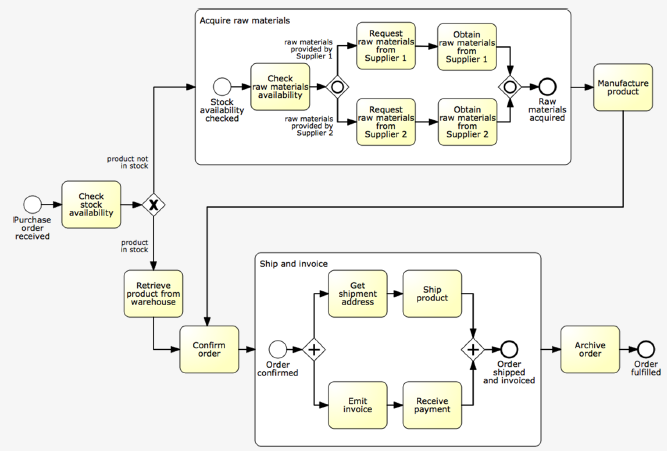 Acquire raw materials
raw materials
provided by
Supplier 1
Request
raw materials
from
Supplier 1
Obtain
raw materials
from
Supplier 1
Check
raw materials
availability
Stock
availability
checked
raw materials
provided by
Supplier 2
Request
raw materials
from
Supplier 2
Obtain
raw materials
from
Supplier 2
Raw
materials
acquired
Manufacture
product
product not
in stock
Purchase
order
received
Check
stock
availability
X
product
in stock
Retrieve
product from
warehouse
Confirm
order
Ship and invoice
Order
confirmed
Get
shipment
address
Ship
product
Emit
invoice
Receive
payment
Order
shipped
and invoiced
Archive
order
Order
fulfilled